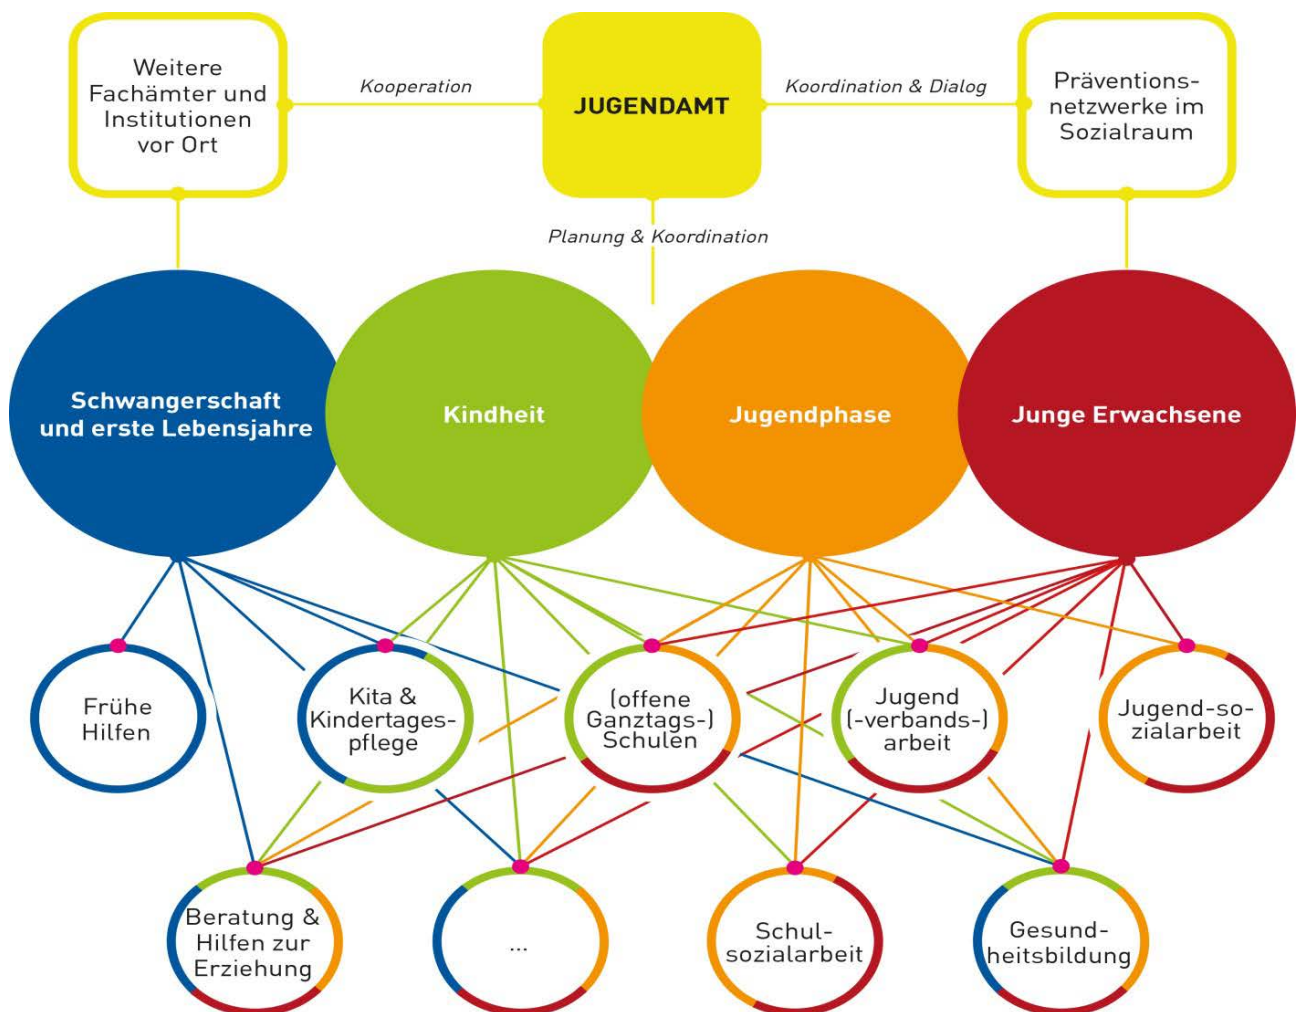 Weitere
Fachämter und
Institutionen
vor Ort
Kooperation
JUGENDAMT
Koordination & Dialog
Präventions-
netzwerke im
Sozialraum
Planung & Koordination
Schwangerschaft
und erste Lebensjahre
Kindheit
Jugendphase
Junge Erwachsene
Frühe
Hilfen
Kita &
Kindertages-
pflege
(offene
Ganztags-)
Schulen
Jugend
(-verbands-)
arbeit
Jugend-so-
zialarbeit
Beratung &
Hilfen zur
Erziehung
...
Schul-
sozialarbeit
Gesund-
heitsbildung